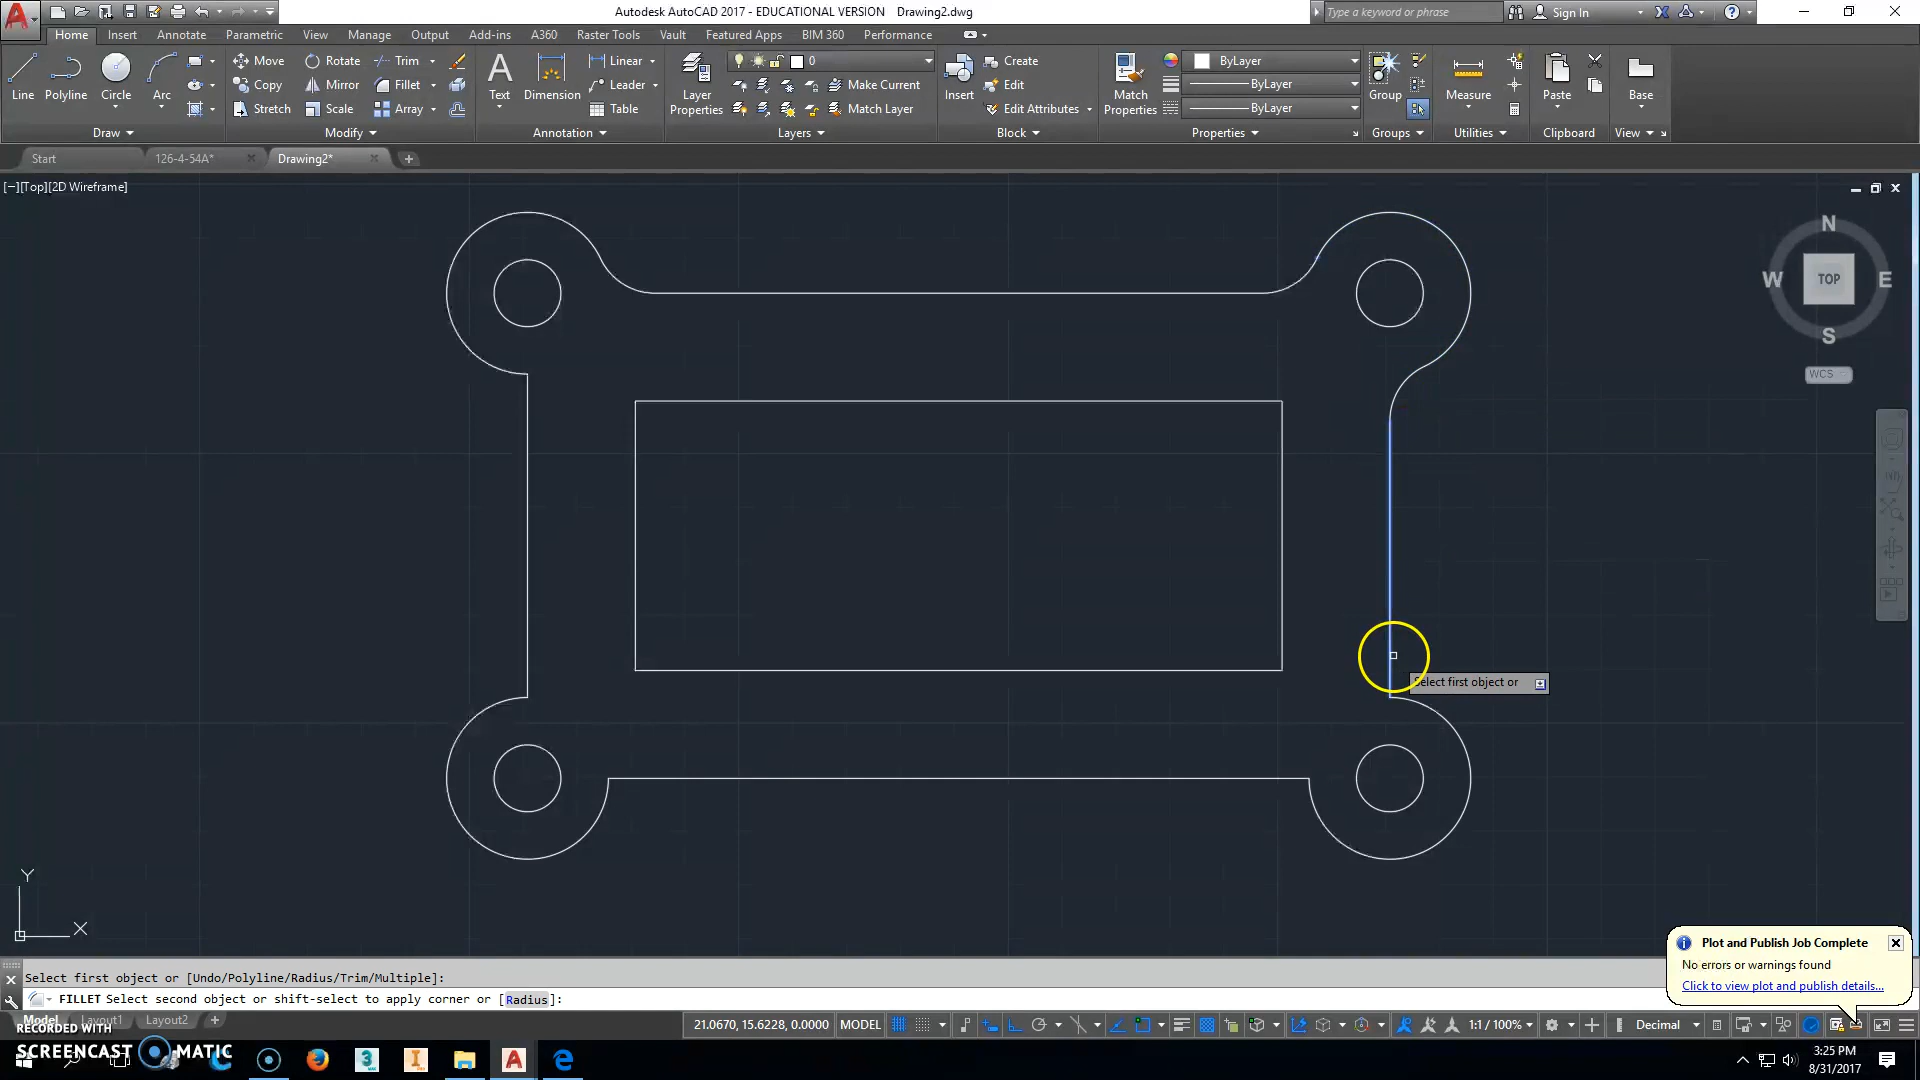 Autodesk AutoCAD 2017 - EDUCATIONAL VERSION Drawing2.dwg
Type a keyword or phrase
Sign In
Home Insert Annotate Parametric View Manage Output Add-ins A360 Raster Tools Vault Featured Apps BIM 360 Performance
Move Rotate Trim Linear 0 Create ByLayer
Copy Mirror Fillet Leader Make Current Edit ByLayer
Line Polyline Circle Arc Text Dimension Layer Properties Insert Match Properties Group Measure Paste Base
Stretch Scale Array Table Match Layer Edit Attributes ByLayer
Draw Modify Annotation Layers Block Properties Groups Utilities Clipboard View
Start 126-4-54A* Drawing2*
[−][Top][2D Wireframe]
N
W TOP E
S
WCS
Select first object or
Y
X
Plot and Publish Job Complete
No errors or warnings found
Click to view plot and publish details...
Select first object or [Undo/Polyline/Radius/Trim/Multiple]:
FILLET Select second object or shift-select to apply corner or [Radius]:
Model Layout1 Layout2
21.0670, 15.6228, 0.0000 MODEL 1:1 / 100% Decimal
RECORDED WITH
SCREENCAST MATIC
3:25 PM
8/31/2017